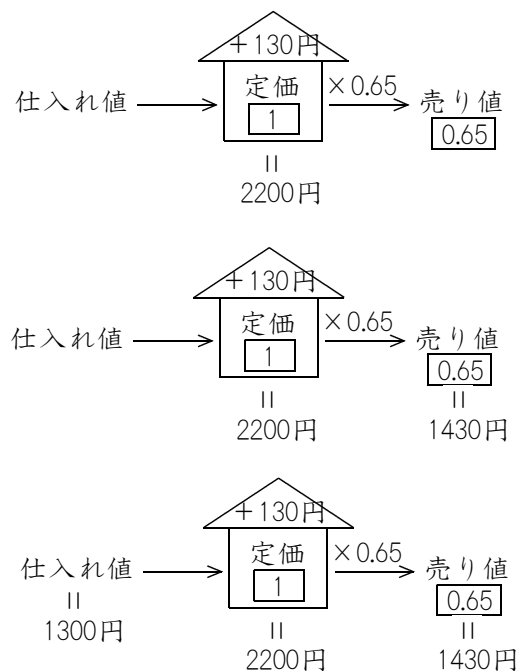 +130円
仕入れ値 定価 ×0.65 売り値
1 0.65
=
2200円
+130円
仕入れ値 定価 ×0.65 売り値
1 0.65
= =
2200円 1430円
+130円
仕入れ値 定価 ×0.65 売り値
= 1 0.65
1300円 = =
2200円 1430円